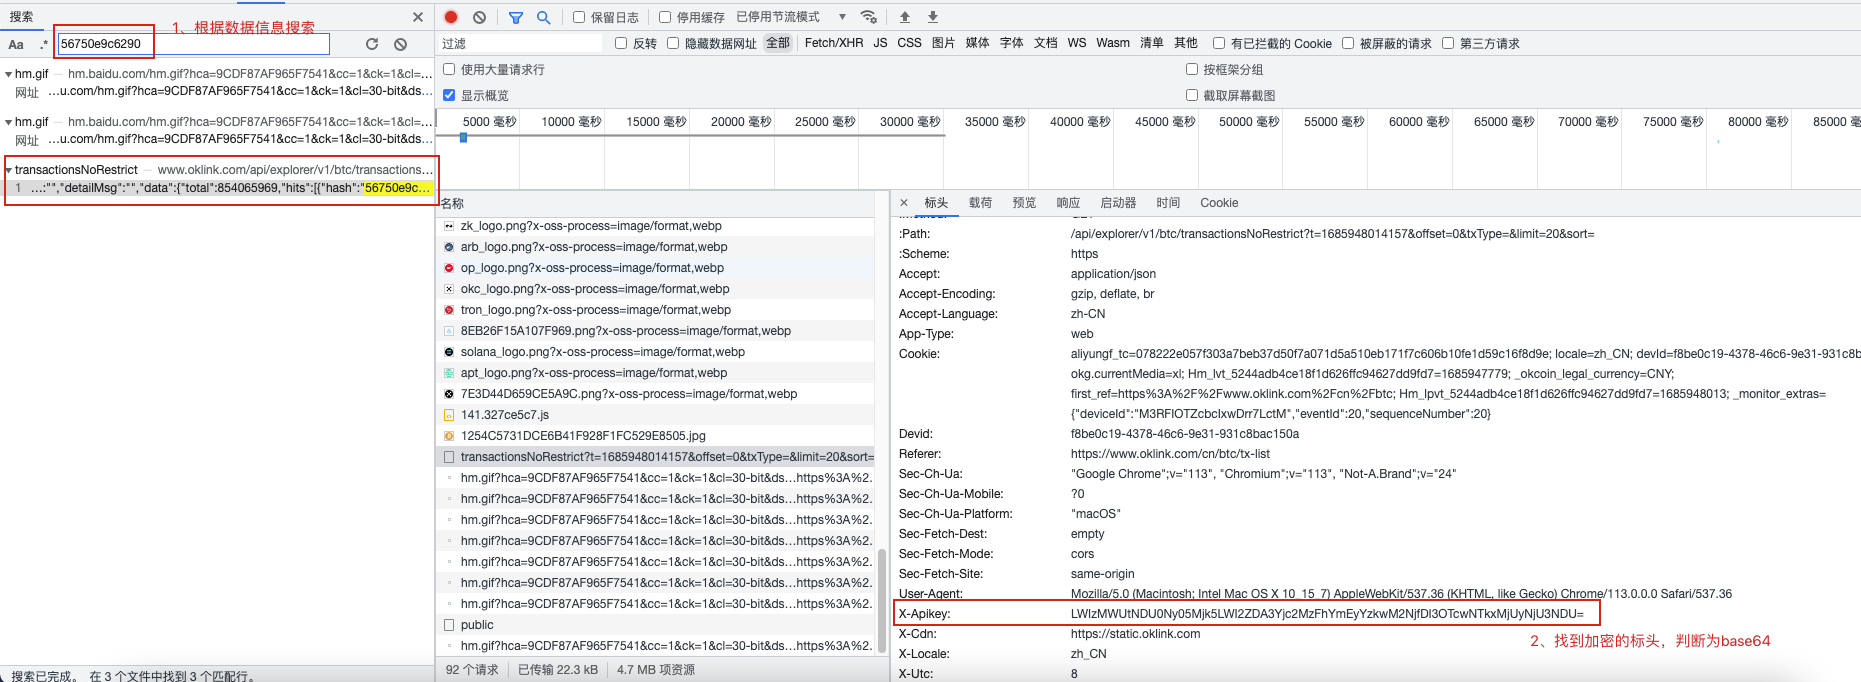 搜索
1、根据数据信息搜索
Aa .* 56750e9c6290
hm.gif — hm.baidu.com/hm.gif?hca=9CDF87AF965F7541&cc=1&ck=1&cl=...
网址 ...u.com/hm.gif?hca=9CDF87AF965F7541&cc=1&ck=1&cl=30-bit&ds...
hm.gif — hm.baidu.com/hm.gif?hca=9CDF87AF965F7541&cc=1&ck=1&cl=...
网址 ...u.com/hm.gif?hca=9CDF87AF965F7541&cc=1&ck=1&cl=30-bit&ds...
transactionsNoRestrict — www.oklink.com/api/explorer/v1/btc/transactions...
1 ...:"","detailMsg":"","data":{"total":854065969,"hits":[{"hash":"56750e9c...
搜索已完成。 在 3 个文件中找到 3 个匹配行。
保留日志 停用缓存 已停用节流模式
过滤 反转 隐藏数据网址 全部 Fetch/XHR JS CSS 图片 媒体 字体 文档 WS Wasm 清单 其他 有已拦截的 Cookie 被屏蔽的请求 第三方请求
使用大量请求行 按框架分组
显示概览 截取屏幕截图
5000 毫秒 10000 毫秒 15000 毫秒 20000 毫秒 25000 毫秒 30000 毫秒 35000 毫秒 40000 毫秒 45000 毫秒 50000 毫秒 55000 毫秒 60000 毫秒 65000 毫秒 70000 毫秒 75000 毫秒 80000 毫秒 85000 毫
名称
zk_logo.png?x-oss-process=image/format,webp
arb_logo.png?x-oss-process=image/format,webp
op_logo.png?x-oss-process=image/format,webp
okc_logo.png?x-oss-process=image/format,webp
tron_logo.png?x-oss-process=image/format,webp
8EB26F15A107F969.png?x-oss-process=image/format,webp
solana_logo.png?x-oss-process=image/format,webp
apt_logo.png?x-oss-process=image/format,webp
7E3D44D659CE5A9C.png?x-oss-process=image/format,webp
141.327ce5c7.js
1254C5731DCE6B41F928F1FC529E8505.jpg
transactionsNoRestrict?t=1685948014157&offset=0&txType=&limit=20&sort=
hm.gif?hca=9CDF87AF965F7541&cc=1&ck=1&cl=30-bit&ds...https%3A%2.
hm.gif?hca=9CDF87AF965F7541&cc=1&ck=1&cl=30-bit&ds...https%3A%2.
hm.gif?hca=9CDF87AF965F7541&cc=1&ck=1&cl=30-bit&ds...https%3A%2.
hm.gif?hca=9CDF87AF965F7541&cc=1&ck=1&cl=30-bit&ds...https%3A%2.
hm.gif?hca=9CDF87AF965F7541&cc=1&ck=1&cl=30-bit&ds...https%3A%2.
hm.gif?hca=9CDF87AF965F7541&cc=1&ck=1&cl=30-bit&ds...https%3A%2.
hm.gif?hca=9CDF87AF965F7541&cc=1&ck=1&cl=30-bit&ds...https%3A%2.
public
hm.gif?hca=9CDF87AF965F7541&cc=1&ck=1&cl=30-bit&ds...https%3A%2.
92 个请求 已传输 22.3 kB 4.7 MB 项资源
标头 载荷 预览 响应 启动器 时间 Cookie
:Path: /api/explorer/v1/btc/transactionsNoRestrict?t=1685948014157&offset=0&txType=&limit=20&sort=
:Scheme: https
Accept: application/json
Accept-Encoding: gzip, deflate, br
Accept-Language: zh-CN
App-Type: web
Cookie: aliyungf_tc=078222e057f303a7beb37d50f7a071d5a510eb171f7c606b10fe1d59c16f8d9e; locale=zh_CN; devId=f8be0c19-4378-46c6-9e31-931c8b
okg.currentMedia=xl; Hm_lvt_5244adb4ce18f1d626ffc94627dd9fd7=1685947779; _okcoin_legal_currency=CNY;
first_ref=https%3A%2F%2Fwww.oklink.com%2Fcn%2Fbtc; Hm_lpvt_5244adb4ce18f1d626ffc94627dd9fd7=1685948013; _monitor_extras=
{"deviceId":"M3RFIOTZcbcIxwDrr7LctM","eventId":20,"sequenceNumber":20}
Devid: f8be0c19-4378-46c6-9e31-931c8bac150a
Referer: https://www.oklink.com/cn/btc/tx-list
Sec-Ch-Ua: "Google Chrome";v="113", "Chromium";v="113", "Not-A.Brand";v="24"
Sec-Ch-Ua-Mobile: ?0
Sec-Ch-Ua-Platform: "macOS"
Sec-Fetch-Dest: empty
Sec-Fetch-Mode: cors
Sec-Fetch-Site: same-origin
User-Agent: Mozilla/5.0 (Macintosh; Intel Mac OS X 10_15_7) AppleWebKit/537.36 (KHTML, like Gecko) Chrome/113.0.0.0 Safari/537.36
X-Apikey: LWIzMWUtNDU0Ny05Mjk5LWI2ZDA3Yjc2MzFhYmEyYzkwM2NjfDI3OTcwNTkxMjUyNjU3NDU=
X-Cdn: https://static.oklink.com
2、找到加密的标头，判断为base64
X-Locale: zh_CN
X-Utc: 8